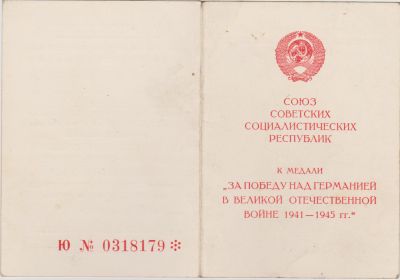 Ю № 0318179 ❊
СОЮЗ
СОВЕТСКИХ
СОЦИАЛИСТИЧЕСКИХ
РЕСПУБЛИК
К МЕДАЛИ
„ЗА ПОБЕДУ НАД ГЕРМАНИЕЙ
В ВЕЛИКОЙ ОТЕЧЕСТВЕННОЙ
ВОЙНЕ 1941—1945 гг.“